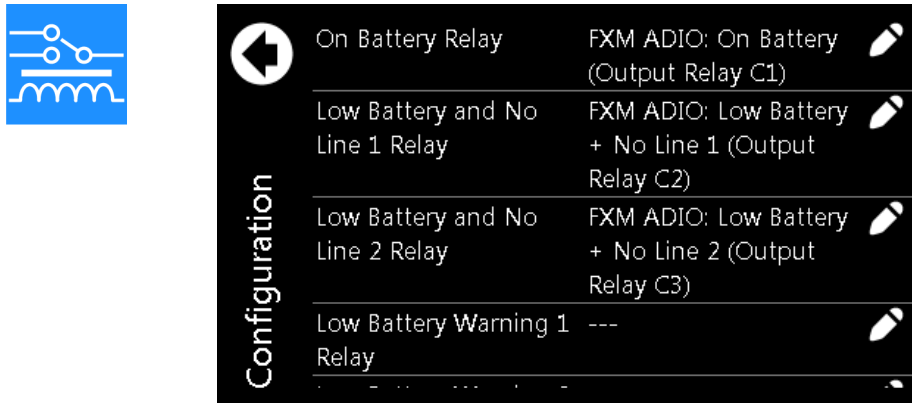 On Battery Relay
FXM ADIO: On Battery
(Output Relay C1)
Low Battery and No
Line 1 Relay
FXM ADIO: Low Battery
+ No Line 1 (Output
Relay C2)
Low Battery and No
Line 2 Relay
FXM ADIO: Low Battery
+ No Line 2 (Output
Relay C3)
Low Battery Warning 1
Relay
---
Configuration